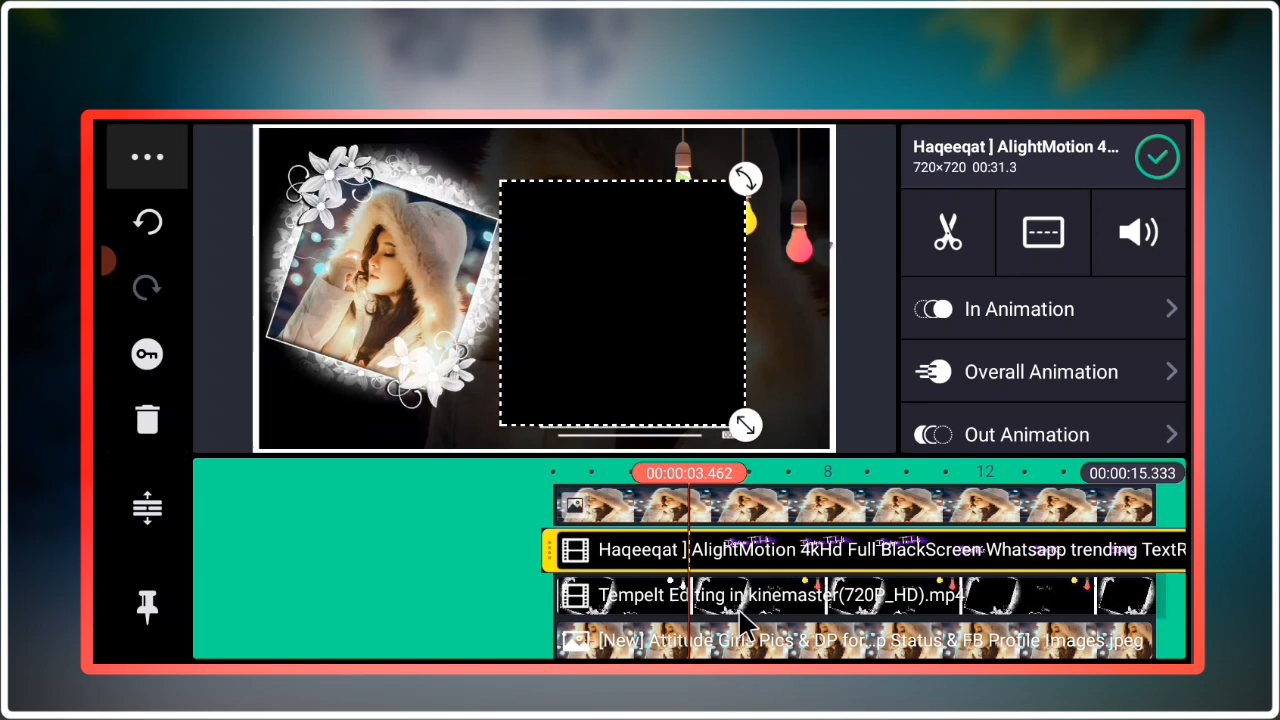 Haqeeqat ] AlightMotion 4...
720×720 00:31.3
In Animation
Overall Animation
Out Animation
00:00:03.462
8
12
00:00:15.333
Haqeeqat ] AlightMotion 4kHd Full BlackScreen Whatsapp trending TextR
Tempelt Editing in kinemaster(720P_HD).mp4
[New] Attitude Girls Pics & DP for...p Status & FB Profile Images.jpeg